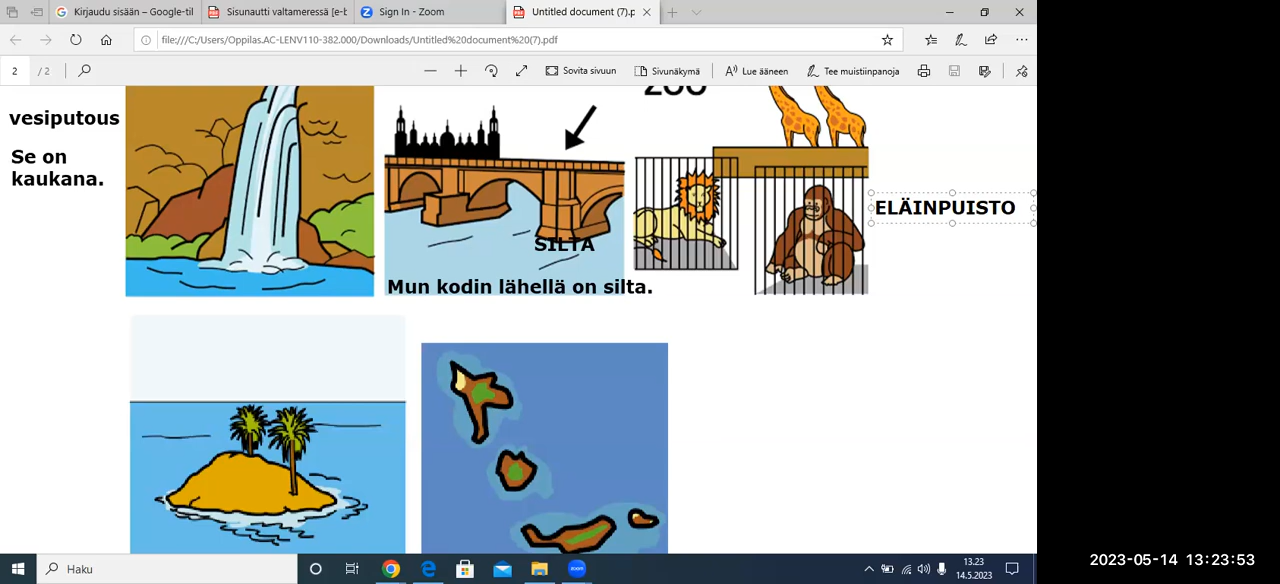 Kirjaudu sisään – Google-til
Sisunautti valtameressä [e-b
Sign In - Zoom
Untitled document (7).p
file:///C:/Users/Oppilas.AC-LENV110-382.000/Downloads/Untitled%20document%20(7).pdf
2 / 2
Sovita sivuun
Sivunäkymä
Lue ääneen
Tee muistiinpanoja
ZOO
vesiputous
Se on
kaukana.
ELÄINPUISTO
SILTA
Mun kodin lähellä on silta.
Haku
zoom
13.23
14.5.2023
2023-05-14 13:23:53